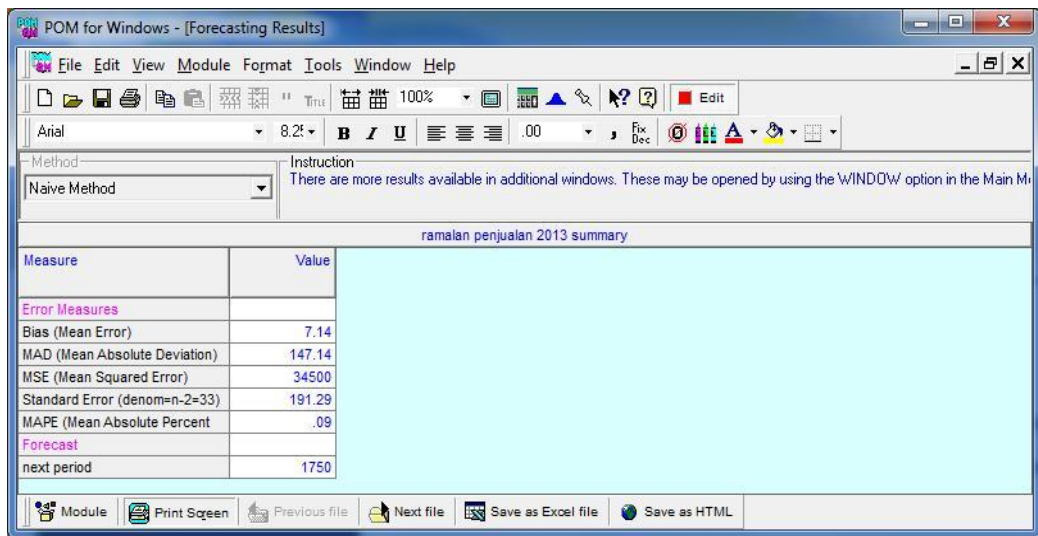 POM for Windows - [Forecasting Results]
File Edit View Module Format Tools Window Help
TITLE 100% Edit
Arial 8.2! B I U .00 , Fix Dec A
Method
Naive Method
Instruction
There are more results available in additional windows. These may be opened by using the WINDOW option in the Main M
ramalan penjualan 2013 summary
Measure Value
Error Measures
Bias (Mean Error) 7.14
MAD (Mean Absolute Deviation) 147.14
MSE (Mean Squared Error) 34500
Standard Error (denom=n-2=33) 191.29
MAPE (Mean Absolute Percent .09
Forecast
next period 1750
Module Print Screen Previous file Next file Save as Excel file Save as HTML